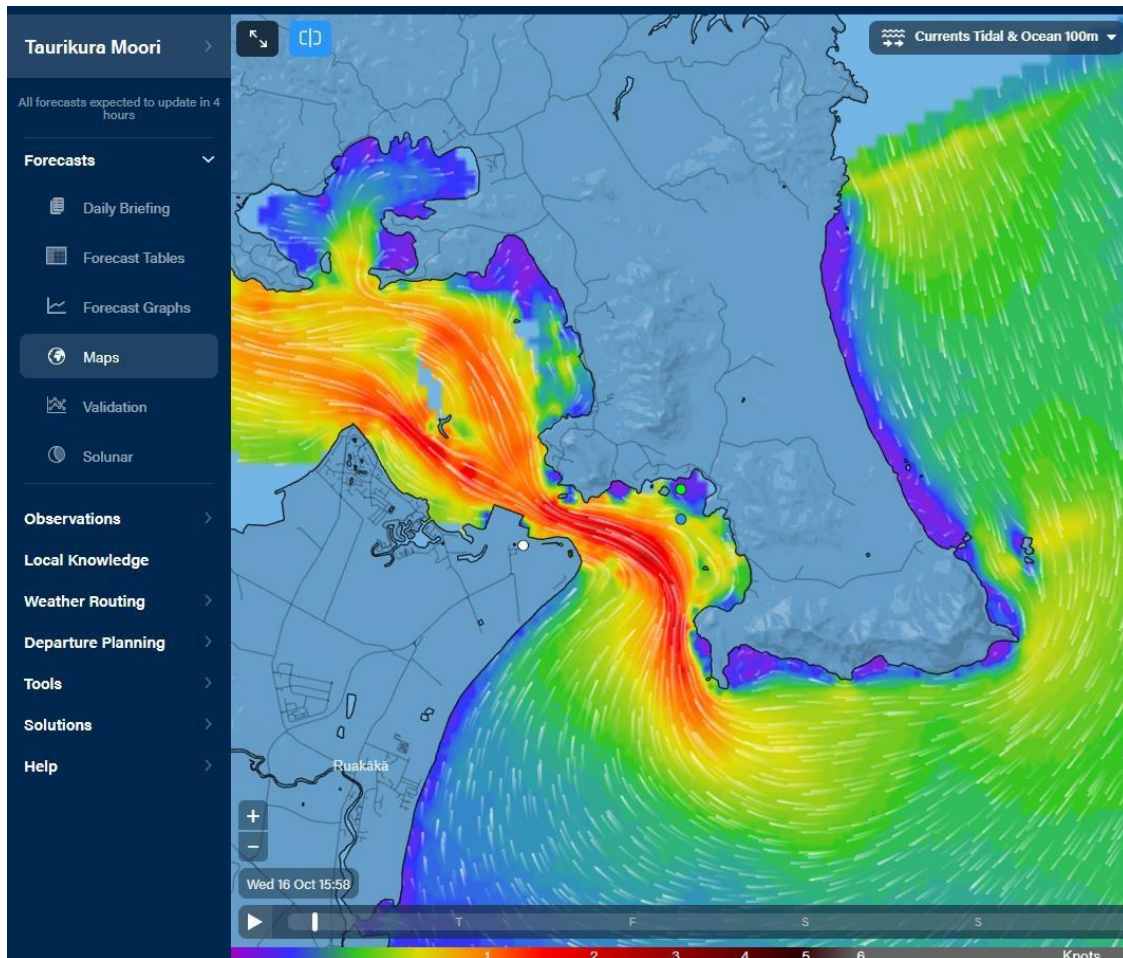 Taurikura Moori
All forecasts expected to update in 4
hours
Forecasts
Daily Briefing
Forecast Tables
Forecast Graphs
Maps
Validation
Solunar
Observations
Local Knowledge
Weather Routing
Departure Planning
Tools
Solutions
Help
Currents Tidal & Ocean 100m
Ruakākā
+
−
Wed 16 Oct 15:58
T F S S
1 2 3 4 5 6 Knots